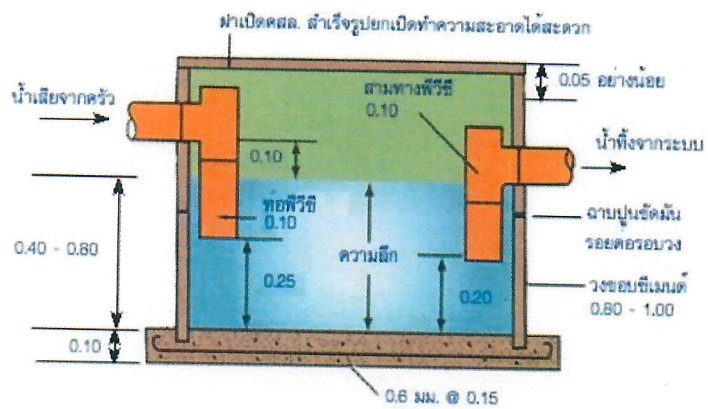 ฝาเปิดคสล. สำเร็จรูปยกเปิดทำความสะอาดได้สะดวก
น้ำเสียจากครัว
สามทางพีวีซี
0.10
0.05 อย่างน้อย
0.10
น้ำทิ้งจากระบบ
ท่อพีวีซี
0.10
ฉาบปูนขัดมัน
รอยต่อรอบวง
0.40 - 0.60
ความลึก
0.25
0.20
วงขอบซีเมนต์
0.80 - 1.00
0.10
0.6 มม. @ 0.15